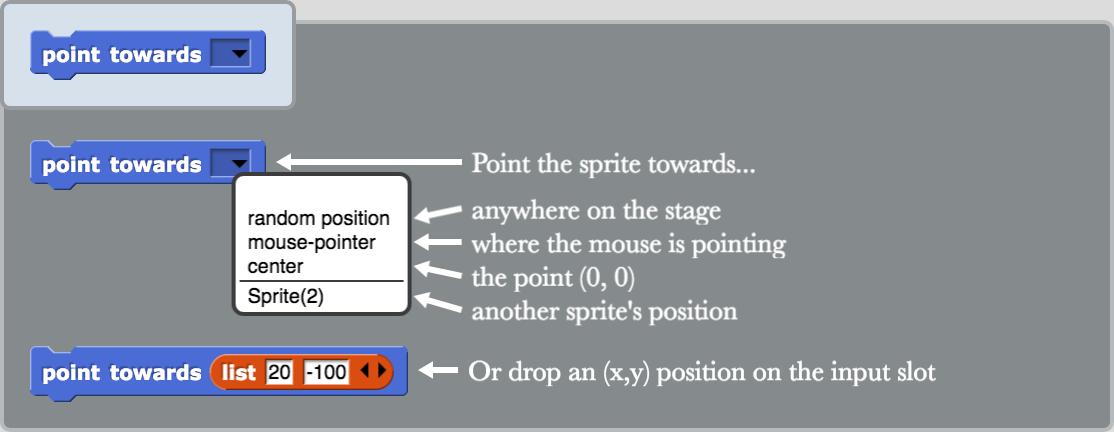 point towards
point towards
Point the sprite towards...
random position
anywhere on the stage
mouse-pointer
where the mouse is pointing
center
the point (0, 0)
Sprite(2)
another sprite's position
point towards list 20 -100
Or drop an (x,y) position on the input slot